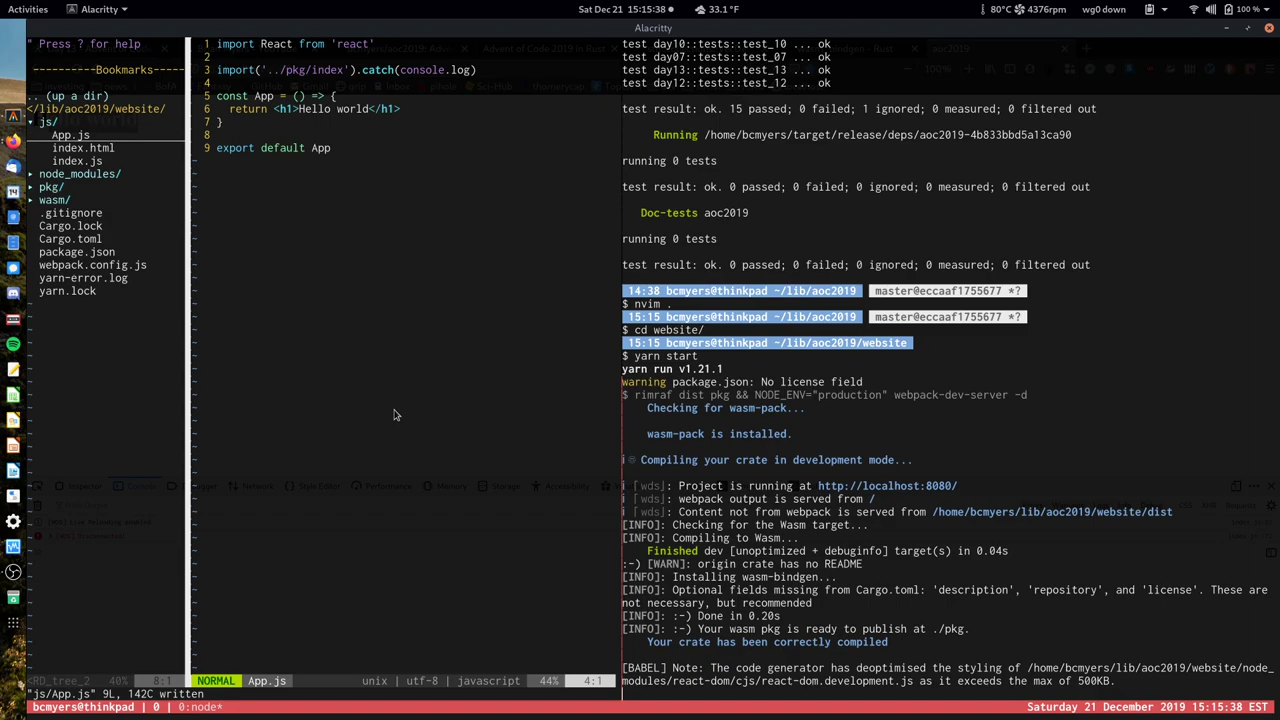 Activities
Alacritty
Sat Dec 21 15:15:38
33.1 °F
80°C
4376rpm
wg0 down
100 %
Alacritty
" Press ? for help
----------Bookmarks-----
.. (up a dir)
</lib/aoc2019/website/
▾ js/
App.js
index.html
index.js
▸ node_modules/
▸ pkg/
▸ wasm/
.gitignore
Cargo.lock
Cargo.toml
package.json
webpack.config.js
yarn-error.log
yarn.lock
<RD_tree_2 40% 8:1
1 import React from 'react'
2
3 import('../pkg/index').catch(console.log)
4
5 const App = () => {
6 return <h1>Hello world</h1>
7 }
8
9 export default App
NORMAL App.js unix | utf-8 | javascript 44% 4:1
"js/App.js" 9L, 142C written
test day10::tests::test_10 ... ok
test day07::tests::test_07 ... ok
test day13::tests::test_13 ... ok
test day12::tests::test_12 ... ok
test result: ok. 15 passed; 0 failed; 1 ignored; 0 measured; 0 filtered out
Running /home/bcmyers/target/release/deps/aoc2019-4b833bbd5a13ca90
running 0 tests
test result: ok. 0 passed; 0 failed; 0 ignored; 0 measured; 0 filtered out
Doc-tests aoc2019
running 0 tests
test result: ok. 0 passed; 0 failed; 0 ignored; 0 measured; 0 filtered out
14:38 bcmyers@thinkpad ~/lib/aoc2019 master@eccaaf1755677 *?
$ nvim .
15:15 bcmyers@thinkpad ~/lib/aoc2019 master@eccaaf1755677 *?
$ cd website/
15:15 bcmyers@thinkpad ~/lib/aoc2019/website
$ yarn start
yarn run v1.21.1
warning package.json: No license field
$ rimraf dist pkg && NODE_ENV="production" webpack-dev-server -d
Checking for wasm-pack...
wasm-pack is installed.
Compiling your crate in development mode...
i ｢wds｣: Project is running at http://localhost:8080/
i ｢wds｣: webpack output is served from /
i ｢wds｣: Content not from webpack is served from /home/bcmyers/lib/aoc2019/website/dist
[INFO]: Checking for the Wasm target...
[INFO]: Compiling to Wasm...
Finished dev [unoptimized + debuginfo] target(s) in 0.04s
:-) [WARN]: origin crate has no README
[INFO]: Installing wasm-bindgen...
[INFO]: Optional fields missing from Cargo.toml: 'description', 'repository', and 'license'. These are
not necessary, but recommended
[INFO]: :-) Done in 0.20s
[INFO]: :-) Your wasm pkg is ready to publish at ./pkg.
Your crate has been correctly compiled
[BABEL] Note: The code generator has deoptimised the styling of /home/bcmyers/lib/aoc2019/website/node_
modules/react-dom/cjs/react-dom.development.js as it exceeds the max of 500KB.
bcmyers@thinkpad | 0 | 0:node*
Saturday 21 December 2019 15:15:38 EST